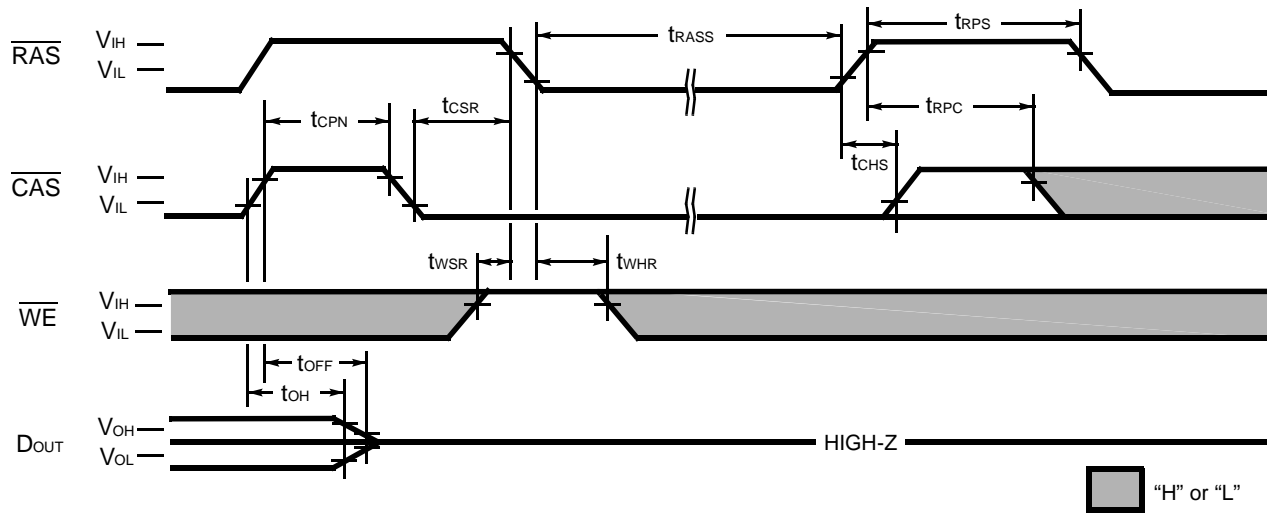 RAS
VIH
VIL
tRASS
tRPS
tCPN
tCSR
tRPC
tCHS
CAS
VIH
VIL
tWSR
tWHR
WE
VIH
VIL
tOFF
tOH
DOUT
VOH
VOL
HIGH-Z
“H” or “L”